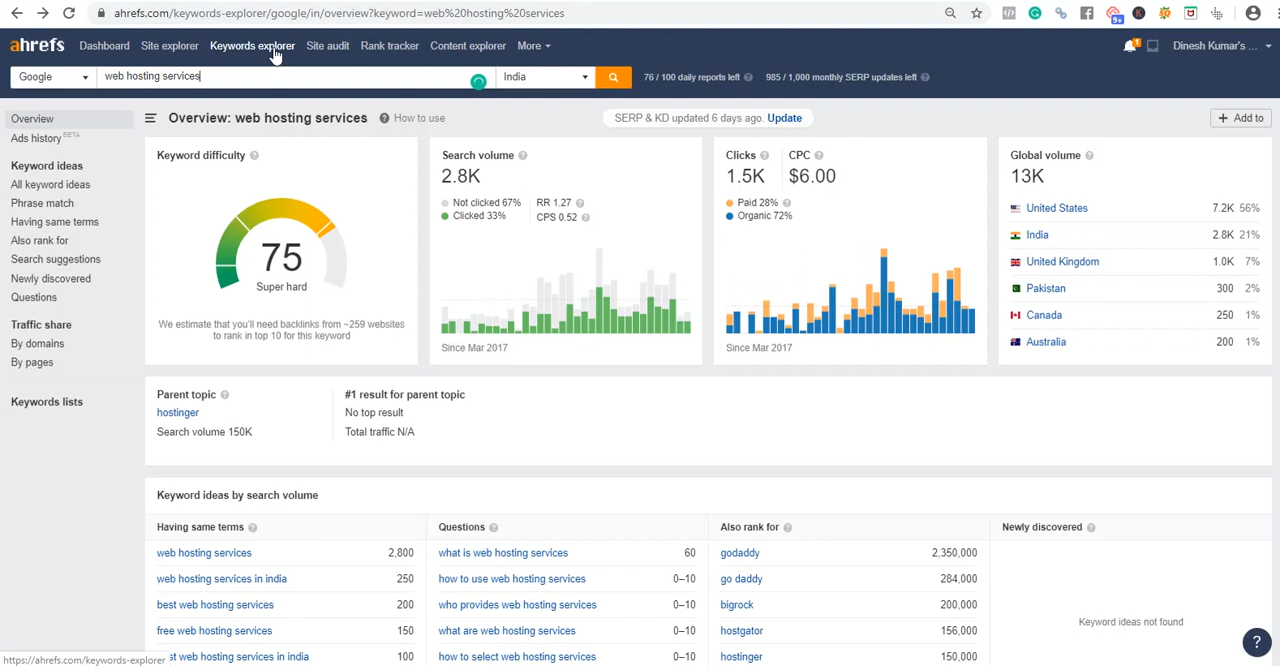 ahrefs.com/keywords-explorer/google/in/overview?keyword=web%20hosting%20services
9+
ahrefs Dashboard Site explorer Keywords explorer Site audit Rank tracker Content explorer More 1 Dinesh Kumar's ...
Google web hosting services India 76 / 100 daily reports left 985 / 1,000 monthly SERP updates left
Overview
Ads history BETA
Keyword ideas
All keyword ideas
Phrase match
Having same terms
Also rank for
Search suggestions
Newly discovered
Questions
Traffic share
By domains
By pages
Keywords lists
Overview: web hosting services How to use SERP & KD updated 6 days ago. Update + Add to
Keyword difficulty
75
Super hard
We estimate that you'll need backlinks from ~259 websites
to rank in top 10 for this keyword
Search volume
2.8K
Not clicked 67% RR 1.27
Clicked 33% CPS 0.52
Since Mar 2017
Clicks CPC
1.5K $6.00
Paid 28%
Organic 72%
Since Mar 2017
Global volume
13K
United States 7.2K 56%
India 2.8K 21%
United Kingdom 1.0K 7%
Pakistan 300 2%
Canada 250 1%
Australia 200 1%
Parent topic
hostinger
Search volume 150K
#1 result for parent topic
No top result
Total traffic N/A
Keyword ideas by search volume
Having same terms
web hosting services 2,800
web hosting services in india 250
best web hosting services 200
free web hosting services 150
st web hosting services in india 100
Questions
what is web hosting services 60
how to use web hosting services 0–10
who provides web hosting services 0–10
what are web hosting services 0–10
how to select web hosting services 0–10
Also rank for
godaddy 2,350,000
go daddy 284,000
bigrock 200,000
hostgator 156,000
hostinger 150,000
Newly discovered
Keyword ideas not found
?
https://ahrefs.com/keywords-explorer